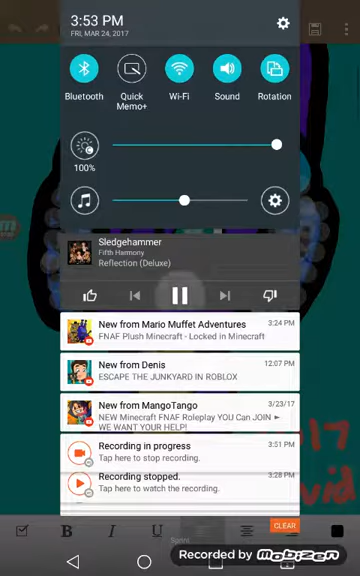 3:53 PM
FRI, MAR 24, 2017
Bluetooth
Quick Memo+
Wi-Fi
Sound
Rotation
100%
Sledgehammer
Fifth Harmony
Reflection (Deluxe)
New from Mario Muffet Adventures 3:24 PM
FNAF Plush Minecraft - Locked in Minecraft
New from Denis 12:07 PM
ESCAPE THE JUNKYARD IN ROBLOX
New from MangoTango 3/23/17
NEW Minecraft FNAF Roleplay YOU Can JOIN ►
WE WANT YOUR HELP!
Recording in progress 3:51 PM
Tap here to stop recording.
Recording stopped. 3:28 PM
Tap here to watch the recording.
17
vid
CLEAR
B I U
Sprint
Recorded by mobizen